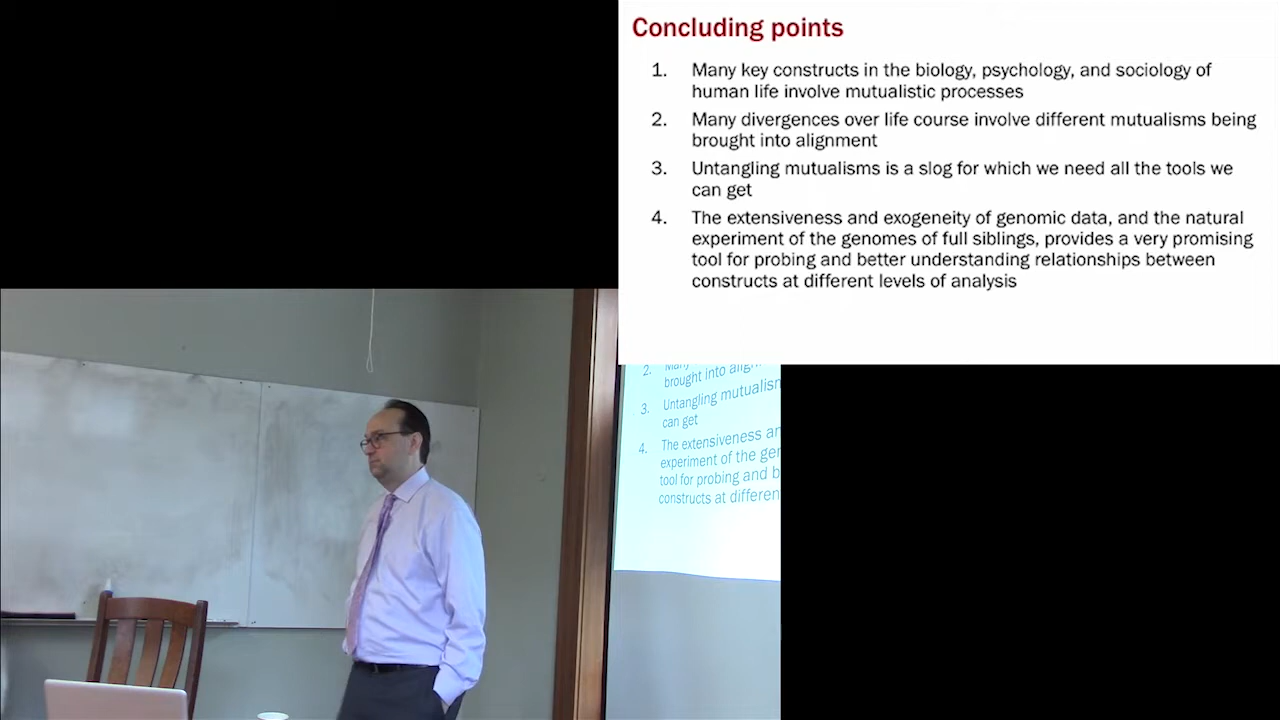 Concluding points
1. Many key constructs in the biology, psychology, and sociology of
human life involve mutualistic processes
2. Many divergences over life course involve different mutualisms being
brought into alignment
3. Untangling mutualisms is a slog for which we need all the tools we
can get
4. The extensiveness and exogeneity of genomic data, and the natural
experiment of the genomes of full siblings, provides a very promising
tool for probing and better understanding relationships between
constructs at different levels of analysis
2. Many
brought into align
3. Untangling mutualism
can get
4. The extensiveness an
experiment of the gen
tool for probing and b
constructs at differen